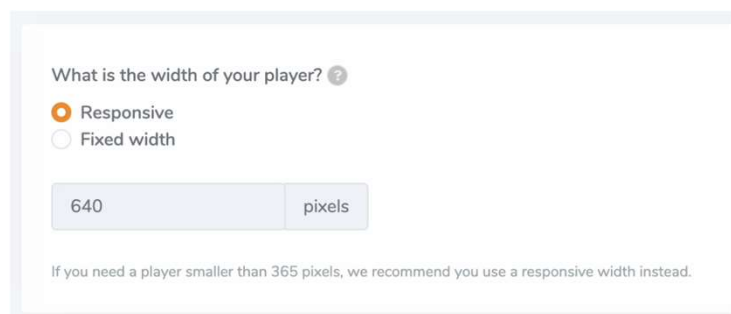 What is the width of your player? ?
Responsive
Fixed width
640 pixels
If you need a player smaller than 365 pixels, we recommend you use a responsive width instead.